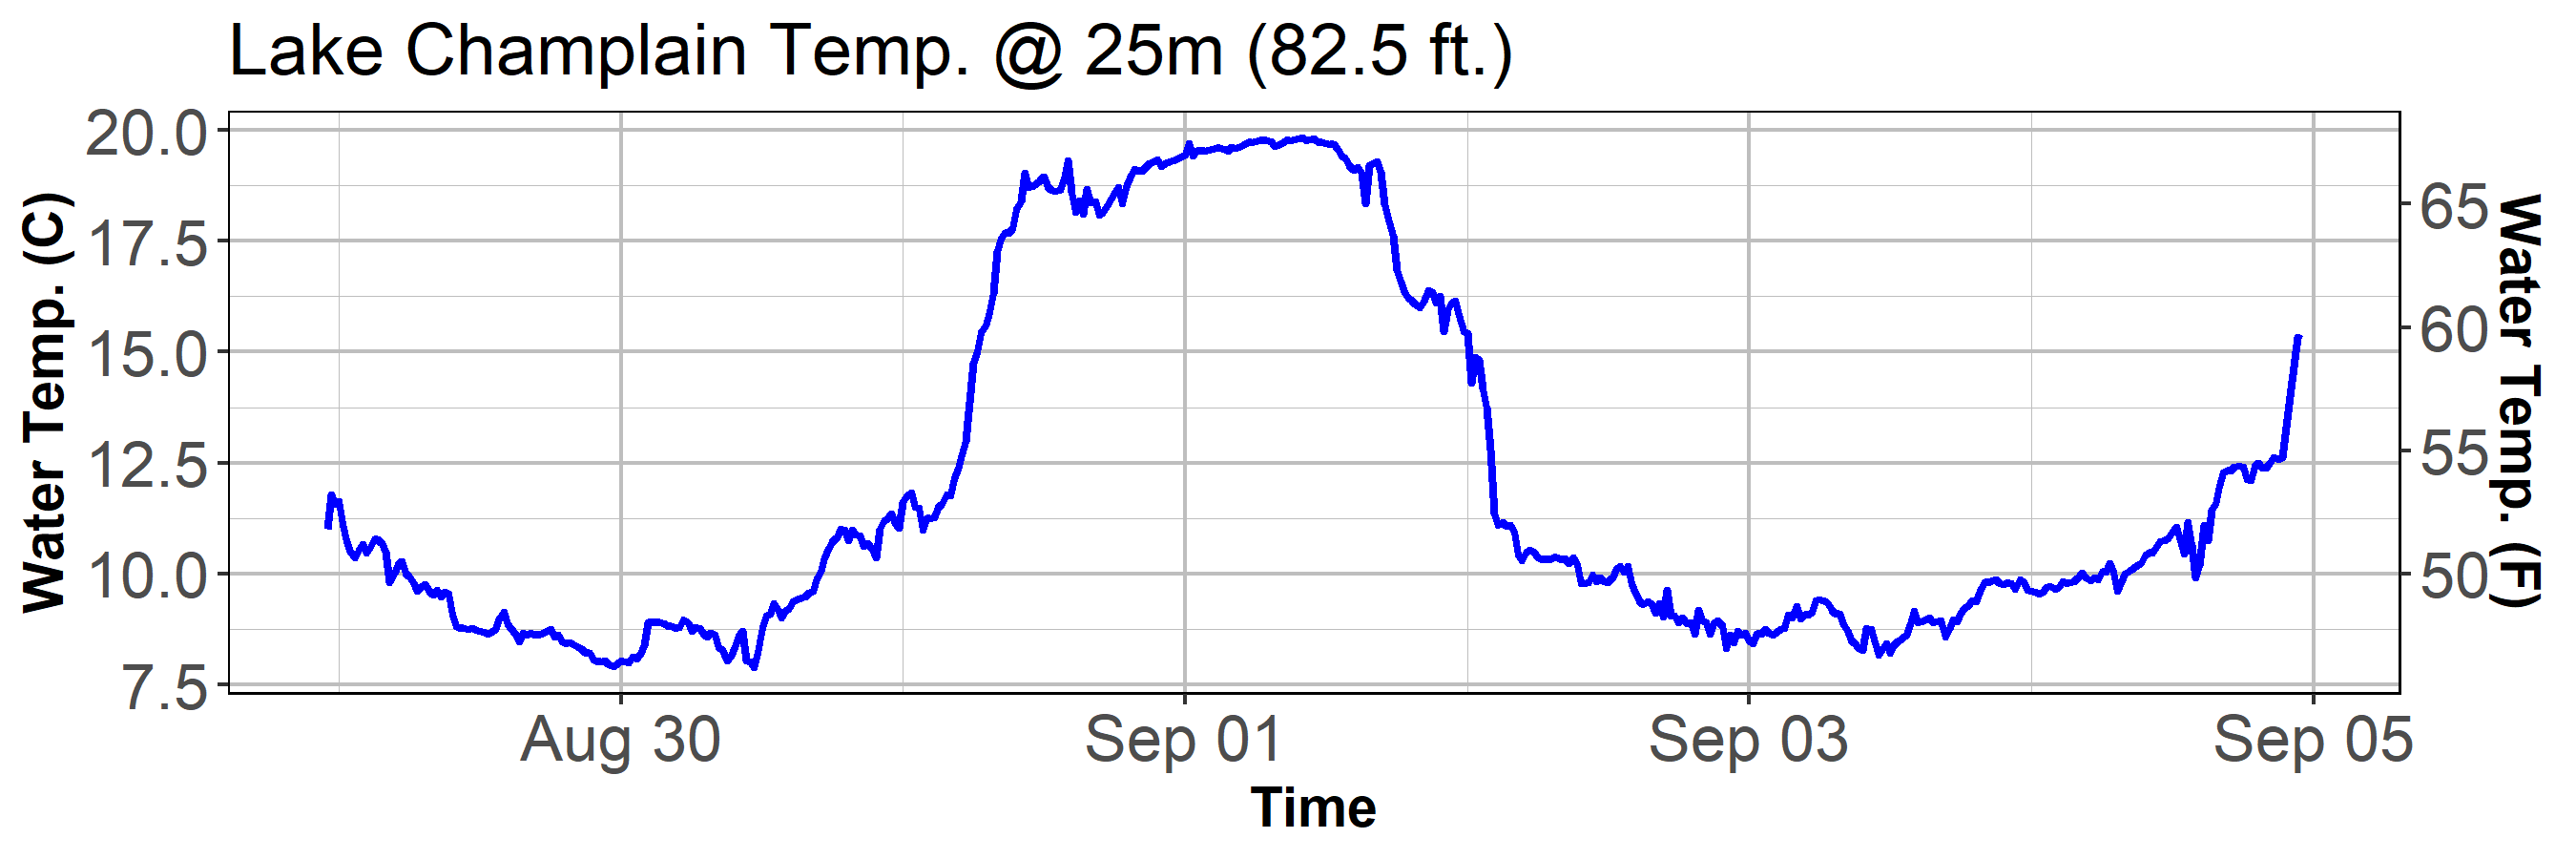 Lake Champlain Temp. @ 25m (82.5 ft.)
Water Temp. (C)
20.0
17.5
15.0
12.5
10.0
7.5
65
60
55
50
Water Temp. (F)
Aug 30
Sep 01
Sep 03
Sep 05
Time